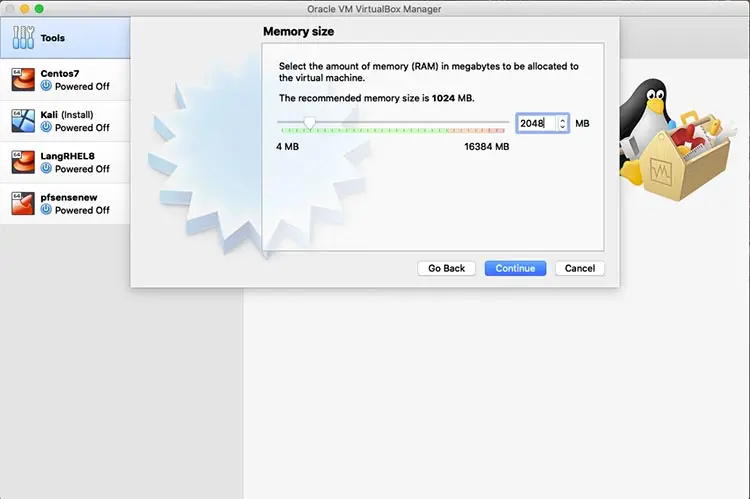 Oracle VM VirtualBox Manager
Tools
Centos7
Powered Off
Kali (Install)
Powered Off
LangRHEL8
Powered Off
pfsensenew
Powered Off
Memory size
Select the amount of memory (RAM) in megabytes to be allocated to
the virtual machine.
The recommended memory size is 1024 MB.
2048 MB
4 MB 16384 MB
Go Back Continue Cancel